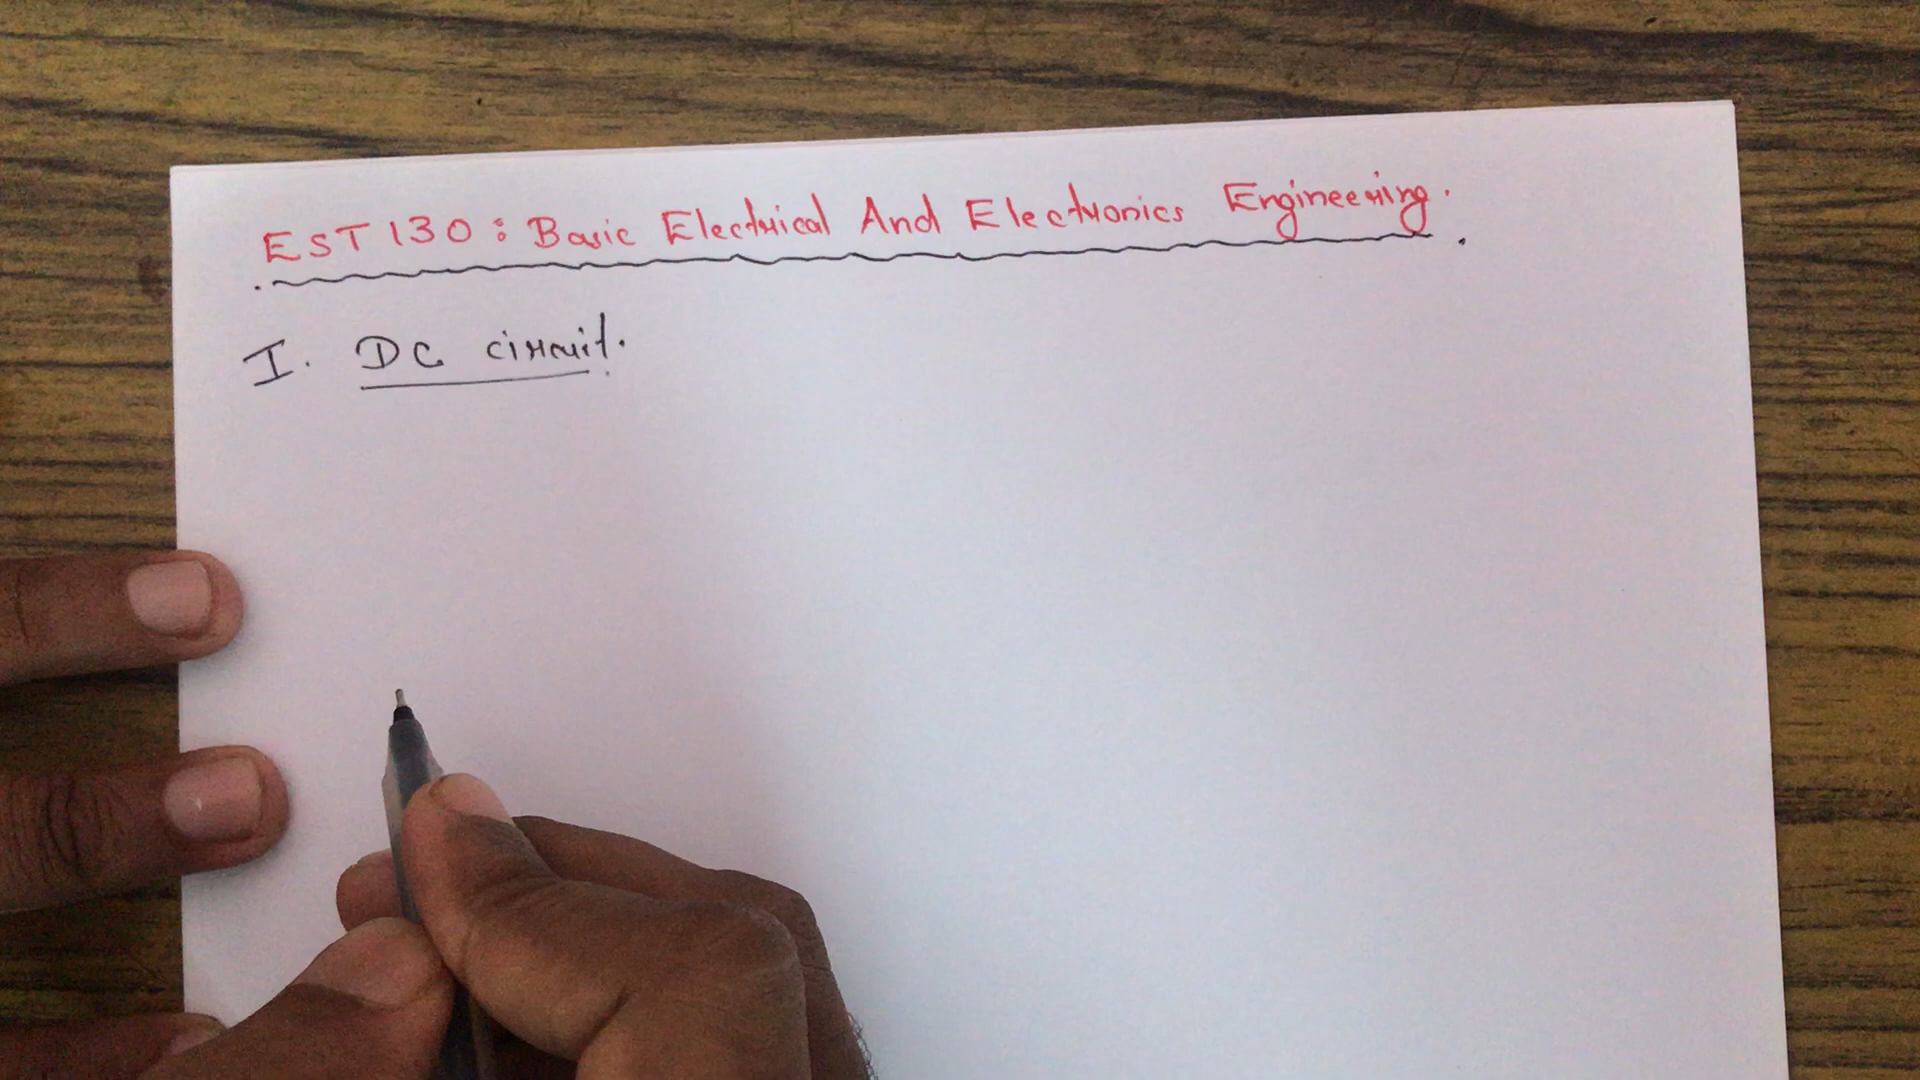 EST 130 : Basic Electrical And Electronics Engineering.
I. DC circuit.